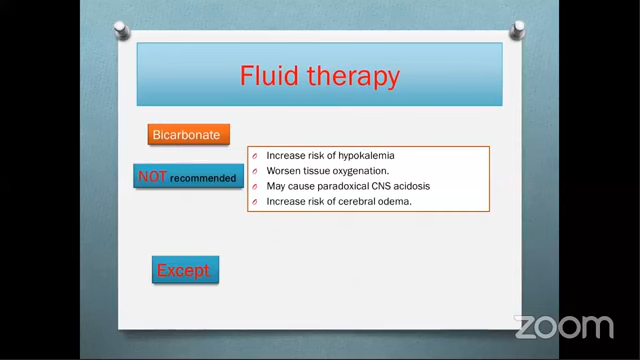 Fluid therapy
Bicarbonate
NOT recommended
Increase risk of hypokalemia
Worsen tissue oxygenation.
May cause paradoxical CNS acidosis
Increase risk of cerebral odema.
Except
zoom